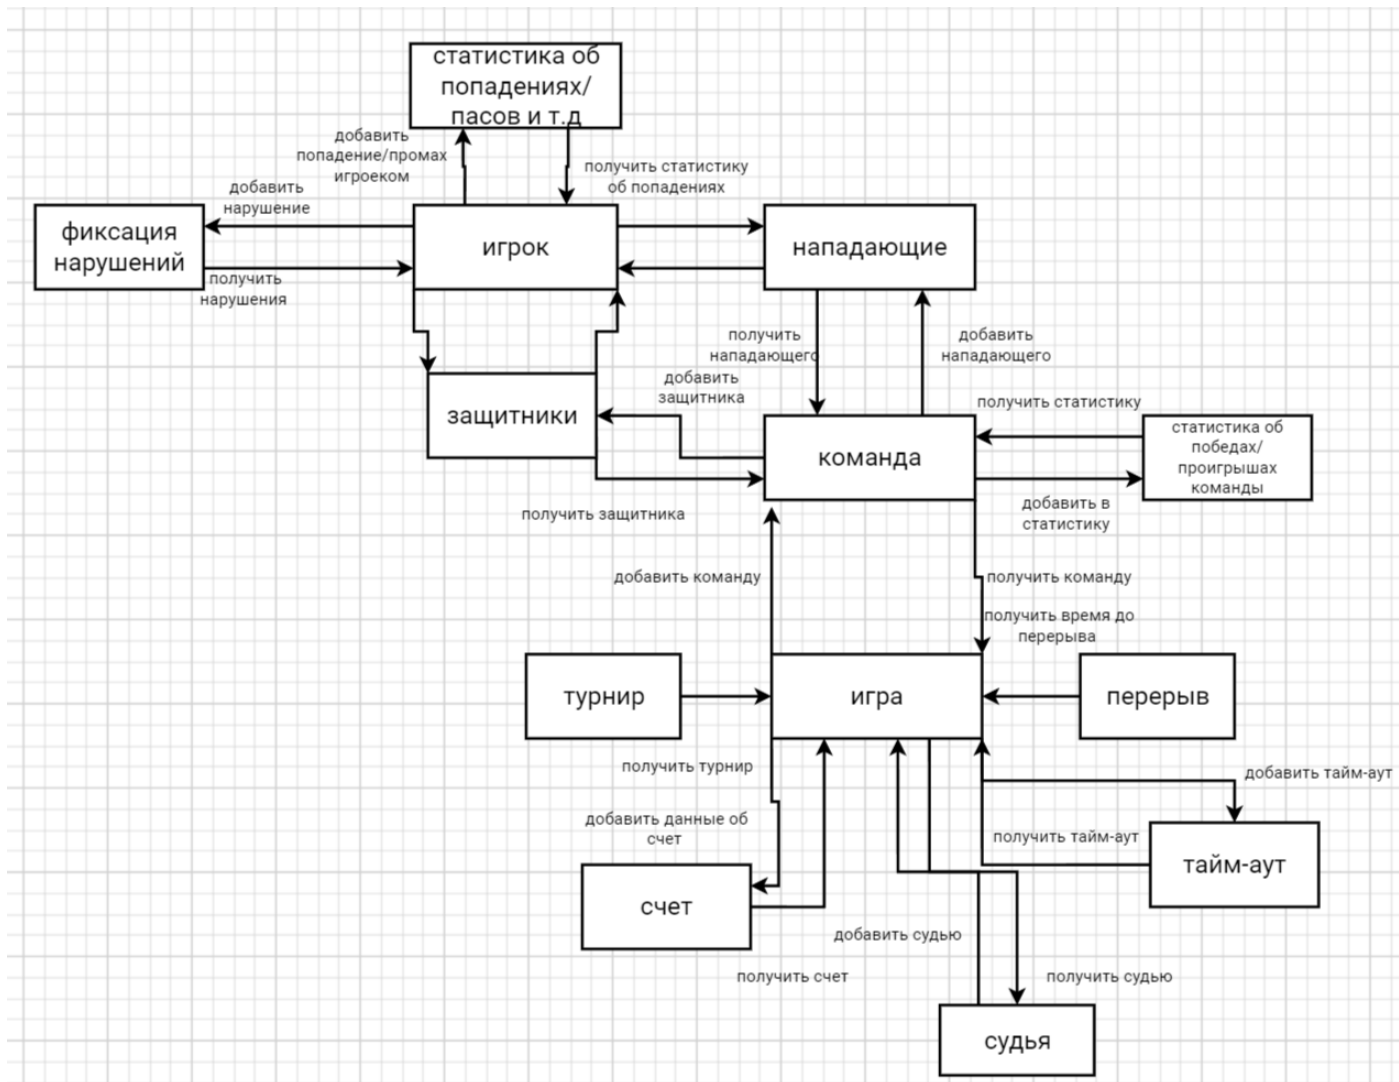 статистика об
попадениях/
пасов и т.д
добавить
попадение/промах
игроеком
получить статистику
об попадениях
добавить
нарушение
фиксация
нарушений
игрок
нападающие
получить
нарушения
получить
нападающего
добавить
нападающего
добавить
защитника
защитники
получить статистику
команда
статистика об
победах/
проигрышах
команды
получить защитника
добавить в
статистику
добавить команду
получить команду
получить время до
перерыва
турнир
игра
перерыв
получить турнир
добавить тайм-аут
добавить данные об
счет
получить тайм-аут
тайм-аут
счет
добавить судью
получить счет
получить судью
судья